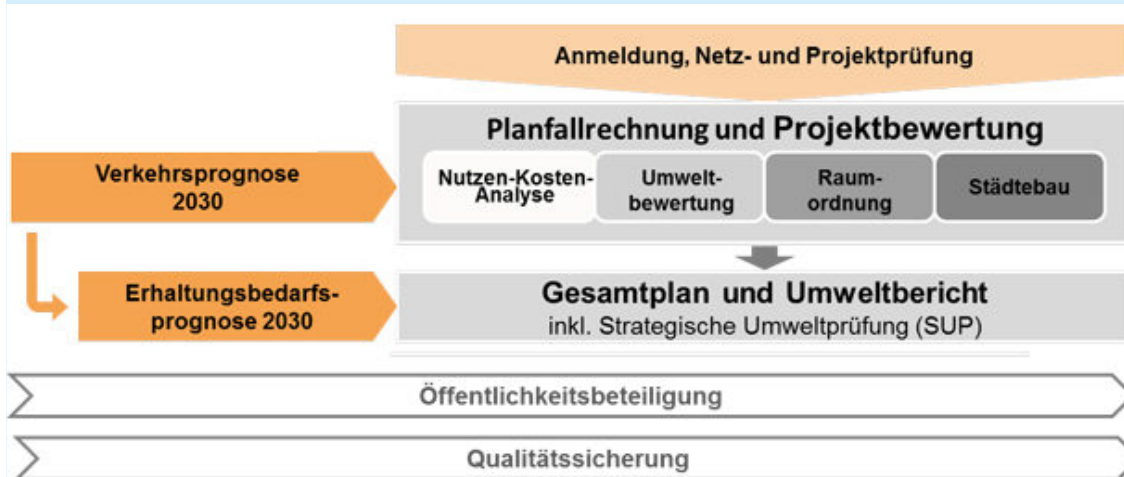 Anmeldung, Netz- und Projektprüfung
Planfallrechnung und Projektbewertung
Verkehrsprognose
2030
Nutzen-Kosten-
Analyse
Umwelt-
bewertung
Raum-
ordnung
Städtebau
Erhaltungsbedarfs-
prognose 2030
Gesamtplan und Umweltbericht
inkl. Strategische Umweltprüfung (SUP)
Öffentlichkeitsbeteiligung
Qualitätssicherung